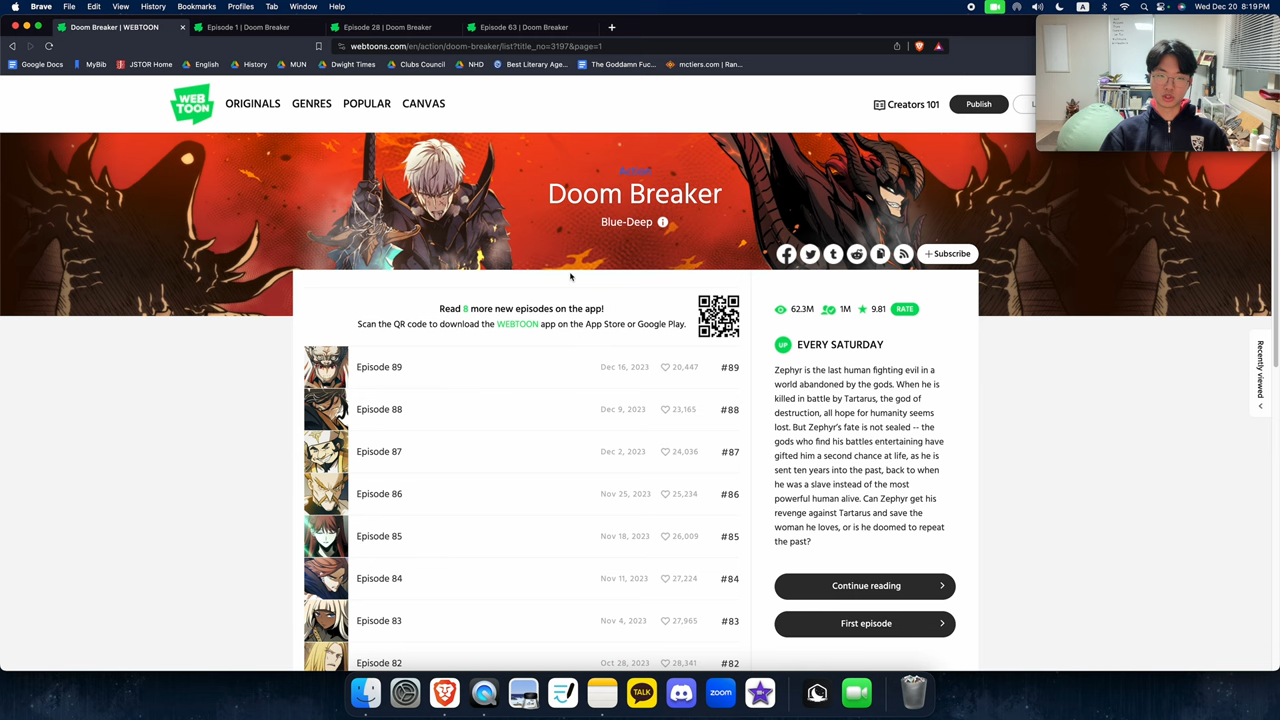 Brave File Edit View History Bookmarks Profiles Tab Window Help
A
Wed Dec 20 8:19 PM
Doom Breaker | WEBTOON
Episode 1 | Doom Breaker
Episode 28 | Doom Breaker
Episode 63 | Doom Breaker
webtoons.com/en/action/doom-breaker/list?title_no=3197&page=1
Google Docs MyBib JSTOR Home English History MUN Dwight Times Clubs Council NHD Best Literary Age... The Goddamn Fuc... mctiers.com | Ran...
WEB
TOON
ORIGINALS GENRES POPULAR CANVAS
Creators 101
Publish
Doom Breaker
Action
Blue-Deep
+ Subscribe
Read 8 more new episodes on the app!
Scan the QR code to download the WEBTOON app on the App Store or Google Play.
Episode 89 Dec 16, 2023 20,447 #89
Episode 88 Dec 9, 2023 23,165 #88
Episode 87 Dec 2, 2023 24,036 #87
Episode 86 Nov 25, 2023 25,234 #86
Episode 85 Nov 18, 2023 26,009 #85
Episode 84 Nov 11, 2023 27,224 #84
Episode 83 Nov 4, 2023 27,965 #83
Episode 82 Oct 28, 2023 28,341 #82
62.3M 1M 9.81 RATE
UP EVERY SATURDAY
Zephyr is the last human fighting evil in a
world abandoned by the gods. When he is
killed in battle by Tartarus, the god of
destruction, all hope for humanity seems
lost. But Zephyr's fate is not sealed -- the
gods who find his battles entertaining have
gifted him a second chance at life, as he is
sent ten years into the past, back to when
he was a slave instead of the most
powerful human alive. Can Zephyr get his
revenge against Tartarus and save the
woman he loves, or is he doomed to repeat
the past?
Continue reading
First episode
Recently viewed
TALK
zoom